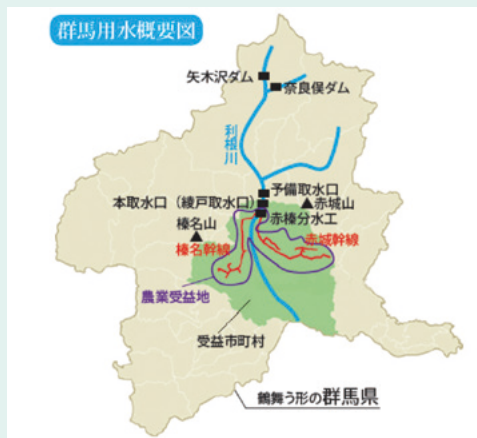 群馬用水概要図
矢木沢ダム
奈良俣ダム
利根川
予備取水口
本取水口（綾戸取水口）
赤城山
赤榛分水工
榛名山
榛名幹線
赤城幹線
農業受益地
受益市町村
鶴舞う形の群馬県